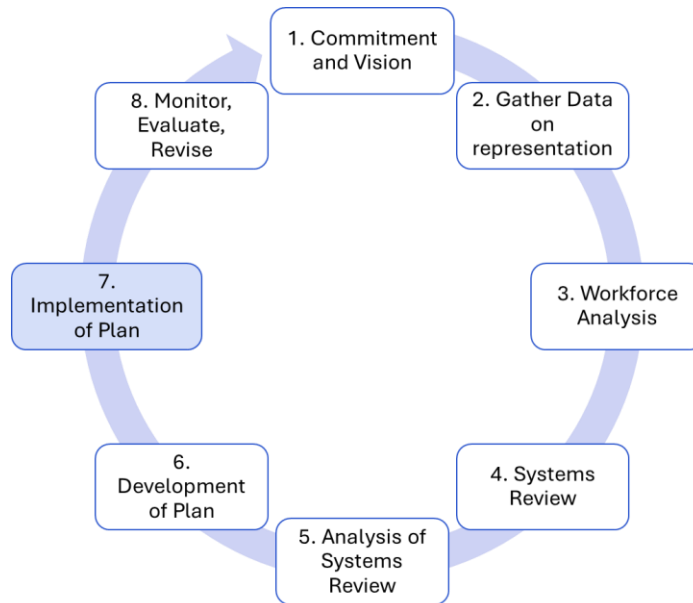 1. Commitment
and Vision
2. Gather Data
on
representation
3. Workforce
Analysis
4. Systems
Review
5. Analysis of
Systems
Review
6.
Development
of Plan
7.
Implementation
of Plan
8. Monitor,
Evaluate,
Revise